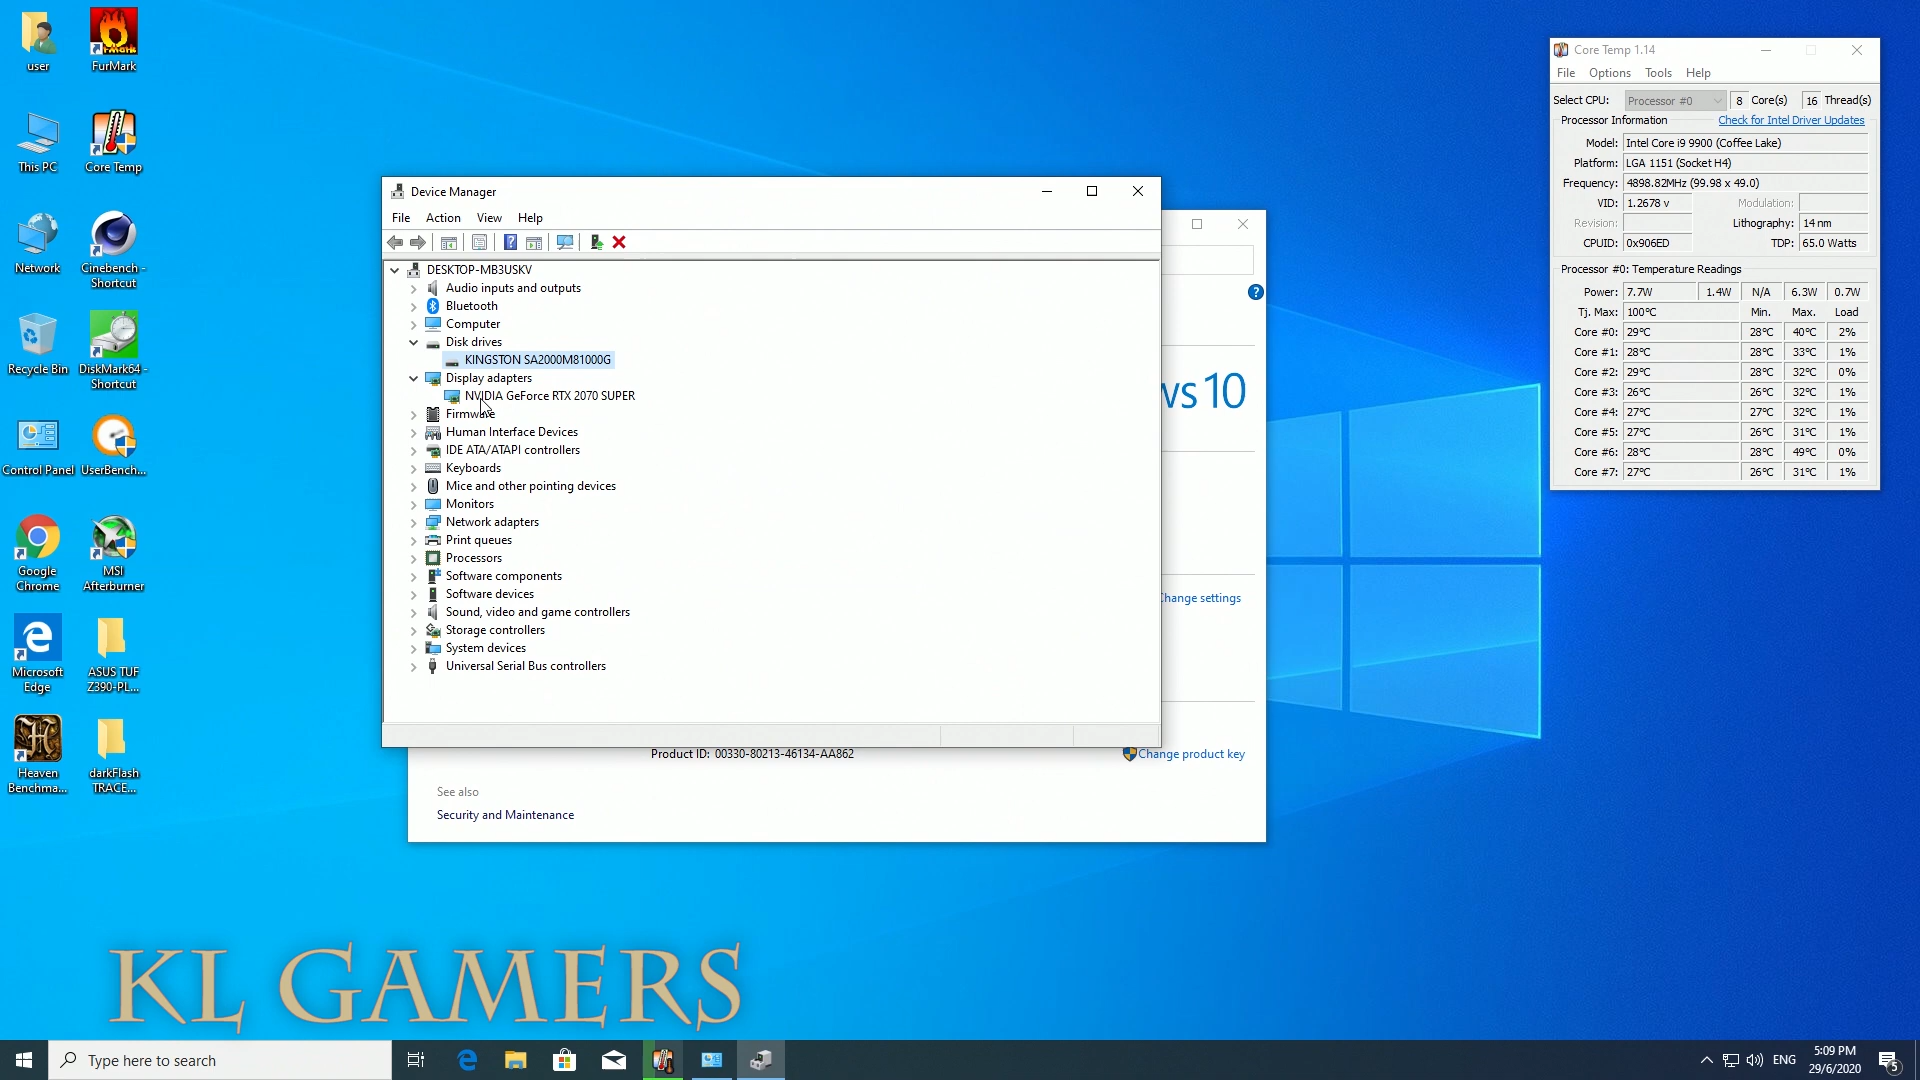 user
FurMark
This PC
Core Temp
Network
Cinebench -
Shortcut
Recycle Bin
DiskMark64 -
Shortcut
Control Panel
UserBench...
Google
Chrome
MSI
Afterburner
Microsoft
Edge
ASUS TUF
Z390-PL...
Heaven
Benchma...
darkFlash
TRACE...
Device Manager
File Action View Help
DESKTOP-MB3USKV
Audio inputs and outputs
Bluetooth
Computer
Disk drives
KINGSTON SA2000M81000G
Display adapters
NVIDIA GeForce RTX 2070 SUPER
Firmware
Human Interface Devices
IDE ATA/ATAPI controllers
Keyboards
Mice and other pointing devices
Monitors
Network adapters
Print queues
Processors
Software components
Software devices
Sound, video and game controllers
Storage controllers
System devices
Universal Serial Bus controllers
ws 10
Change settings
Product ID: 00330-80213-46134-AA862
Change product key
See also
Security and Maintenance
Core Temp 1.14
File Options Tools Help
Select CPU: Processor #0 8 Core(s) 16 Thread(s)
Processor Information Check for Intel Driver Updates
Model: Intel Core i9 9900 (Coffee Lake)
Platform: LGA 1151 (Socket H4)
Frequency: 4898.82MHz (99.98 x 49.0)
VID: 1.2678 v Modulation:
Revision: Lithography: 14 nm
CPUID: 0x906ED TDP: 65.0 Watts
Processor #0: Temperature Readings
Power: 7.7W 1.4W N/A 6.3W 0.7W
Tj. Max: 100°C Min. Max. Load
Core #0: 29°C 28°C 40°C 2%
Core #1: 28°C 28°C 33°C 1%
Core #2: 29°C 28°C 32°C 0%
Core #3: 26°C 26°C 32°C 1%
Core #4: 27°C 27°C 32°C 1%
Core #5: 27°C 26°C 31°C 1%
Core #6: 28°C 28°C 49°C 0%
Core #7: 27°C 26°C 31°C 1%
KL GAMERS
Type here to search
ENG
5:09 PM
29/6/2020
5